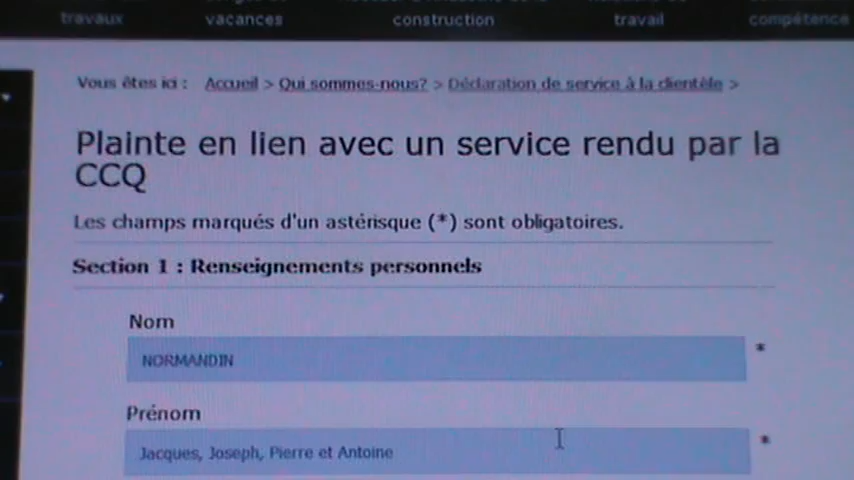 travaux
vacances
construction
travail
compétence
Vous êtes ici : Accueil > Qui sommes-nous? > Déclaration de service à la clientèle >
Plainte en lien avec un service rendu par la
CCQ
Les champs marqués d'un astérisque (*) sont obligatoires.
Section 1 : Renseignements personnels
Nom
NORMANDIN *
Prénom
Jacques, Joseph, Pierre et Antoine *